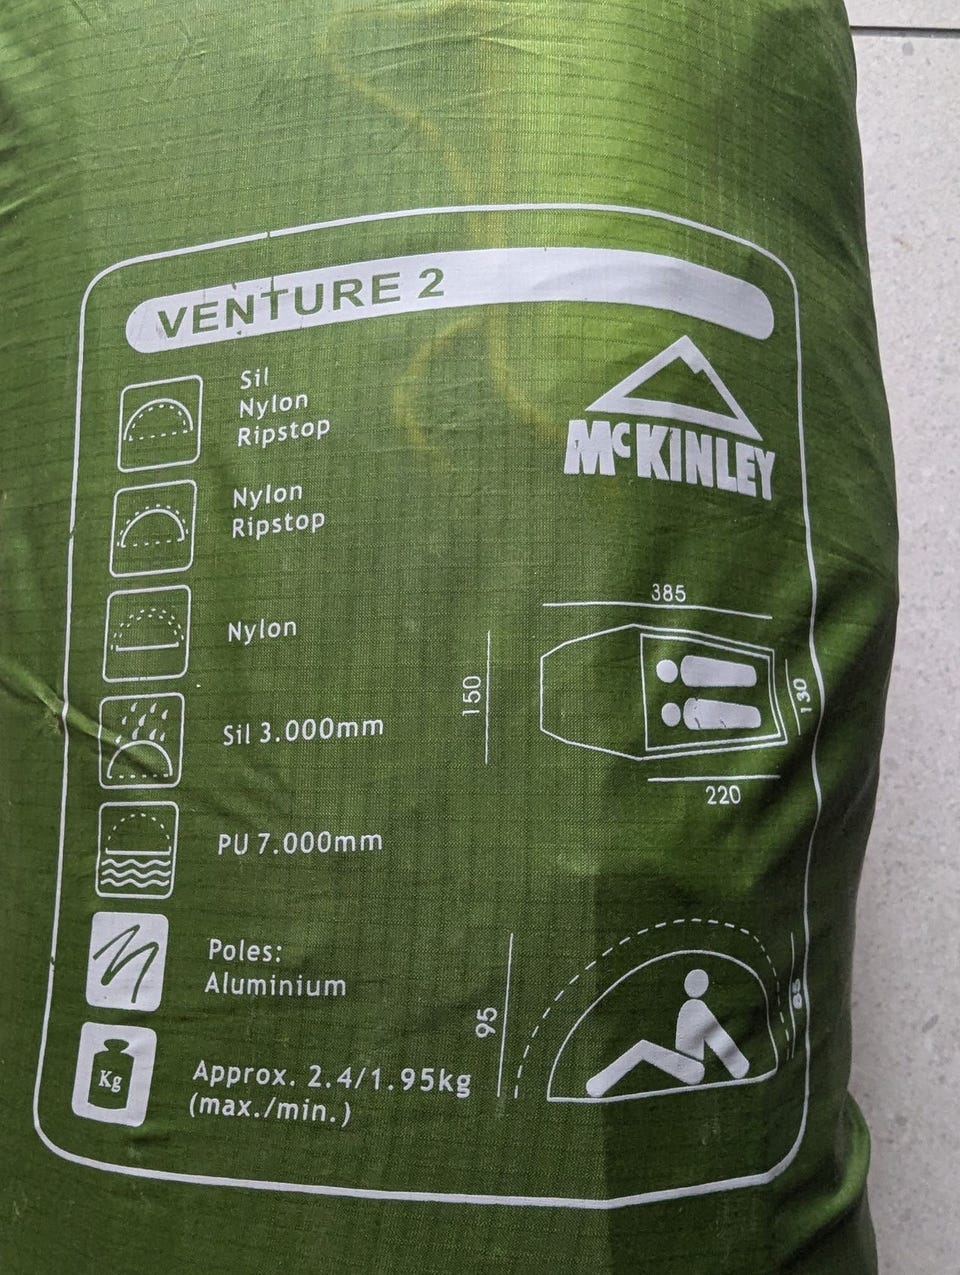 VENTURE 2
Sil
Nylon
Ripstop
McKINLEY
Nylon
Ripstop
Nylon
Sil 3.000mm
PU 7.000mm
Poles:
Aluminium
Kg
Approx. 2.4/1.95kg
(max./min.)
385
150
130
220
95
85